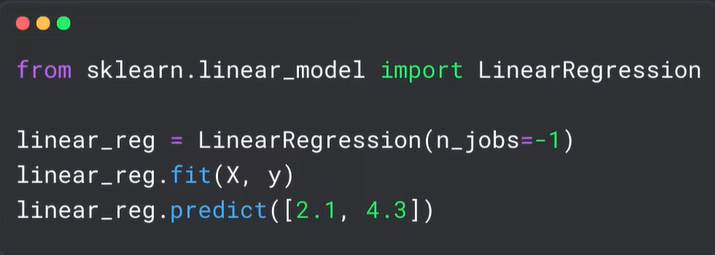 from sklearn.linear_model import LinearRegression
linear_reg = LinearRegression(n_jobs=-1)
linear_reg.fit(X, y)
linear_reg.predict([2.1, 4.3])